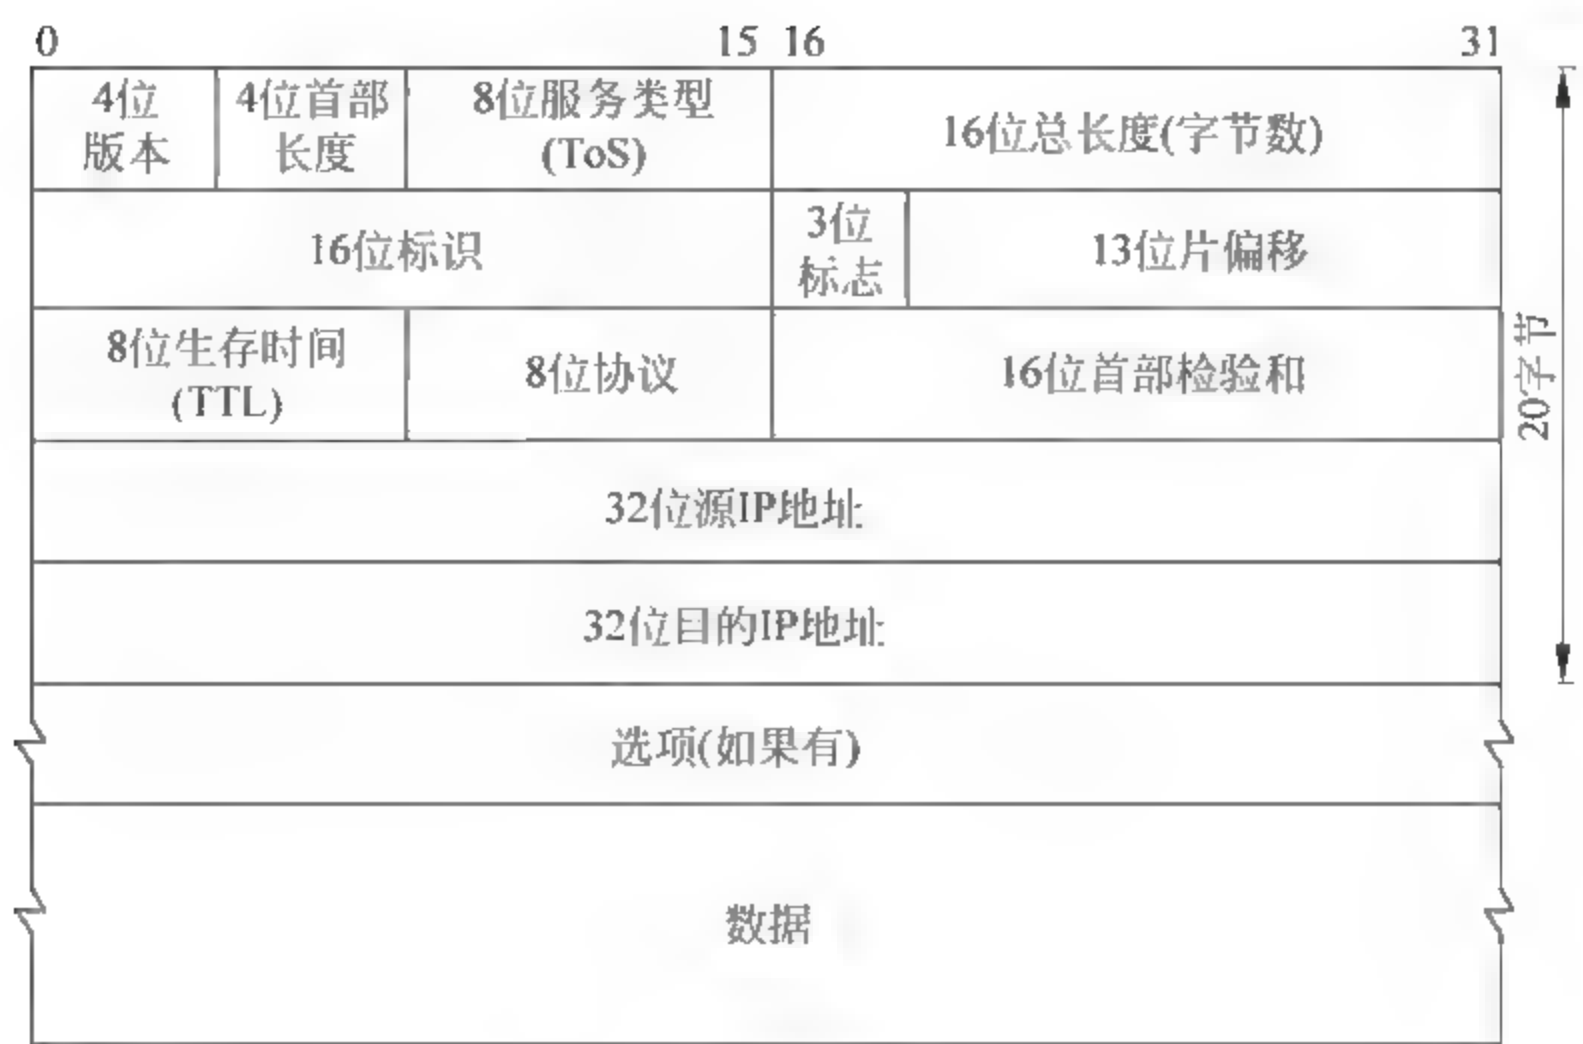 0 15 16 31
4位
版本
4位首部
长度
8位服务类型
(ToS)
16位总长度(字节数)
16位标识
3位
标志
13位片偏移
8位生存时间
(TTL)
8位协议
16位首部检验和
20字节
32位源IP地址
32位目的IP地址
选项(如果有)
数据